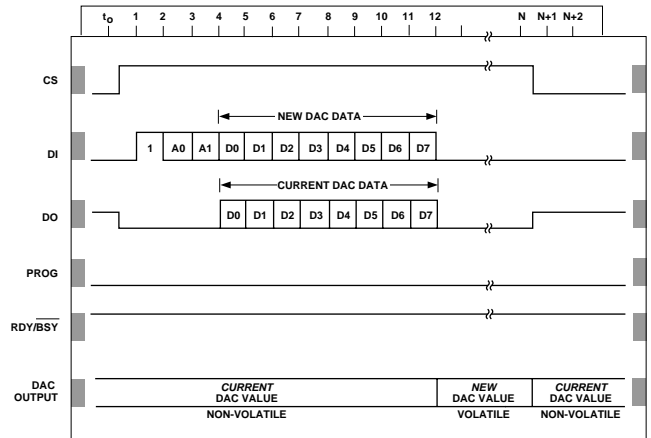 to 1 2 3 4 5 6 7 8 9 10 11 12 N N+1 N+2
CS
NEW DAC DATA
DI 1 A0 A1 D0 D1 D2 D3 D4 D5 D6 D7
CURRENT DAC DATA
DO D0 D1 D2 D3 D4 D5 D6 D7
PROG
RDY/BSY
DAC OUTPUT
CURRENT DAC VALUE
NON-VOLATILE
NEW DAC VALUE
VOLATILE
CURRENT DAC VALUE
NON-VOLATILE